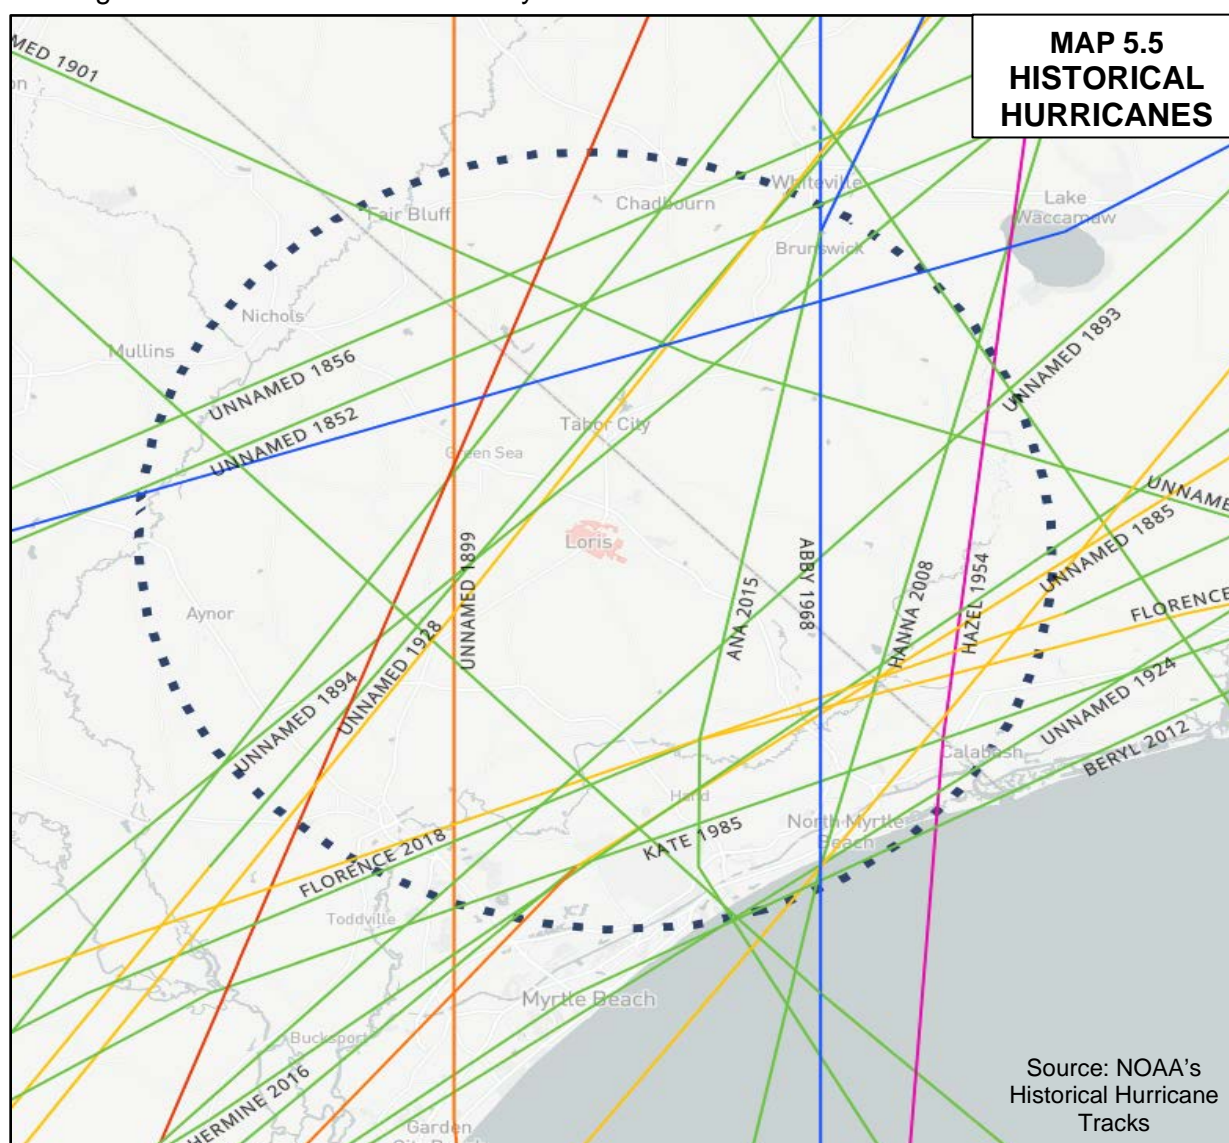 MAP 5.5
HISTORICAL
HURRICANES
MED 1901
Whiteville
Chadbourn
Fair Bluff
Lake
Waccamaw
Brunswick
Nichols
Mullins
UNNAMED 1893
UNNAMED 1856
UNNAMED 1852
Tabor City
Green Sea
UNNAME
UNNAMED 1885
Loris
UNNAMED 1899
ABBY 1968
ANA 2015
HANNA 2008
HAZEL 1954
FLORENCE
Aynor
UNNAMED 1928
UNNAMED 1894
UNNAMED 1924
BERYL 2012
Calabash
Hand
North Myrtle
Beach
KATE 1985
FLORENCE 2018
Toddville
Myrtle Beach
Bucksport
HERMINE 2016
Garden
Source: NOAA's
Historical Hurricane
Tracks